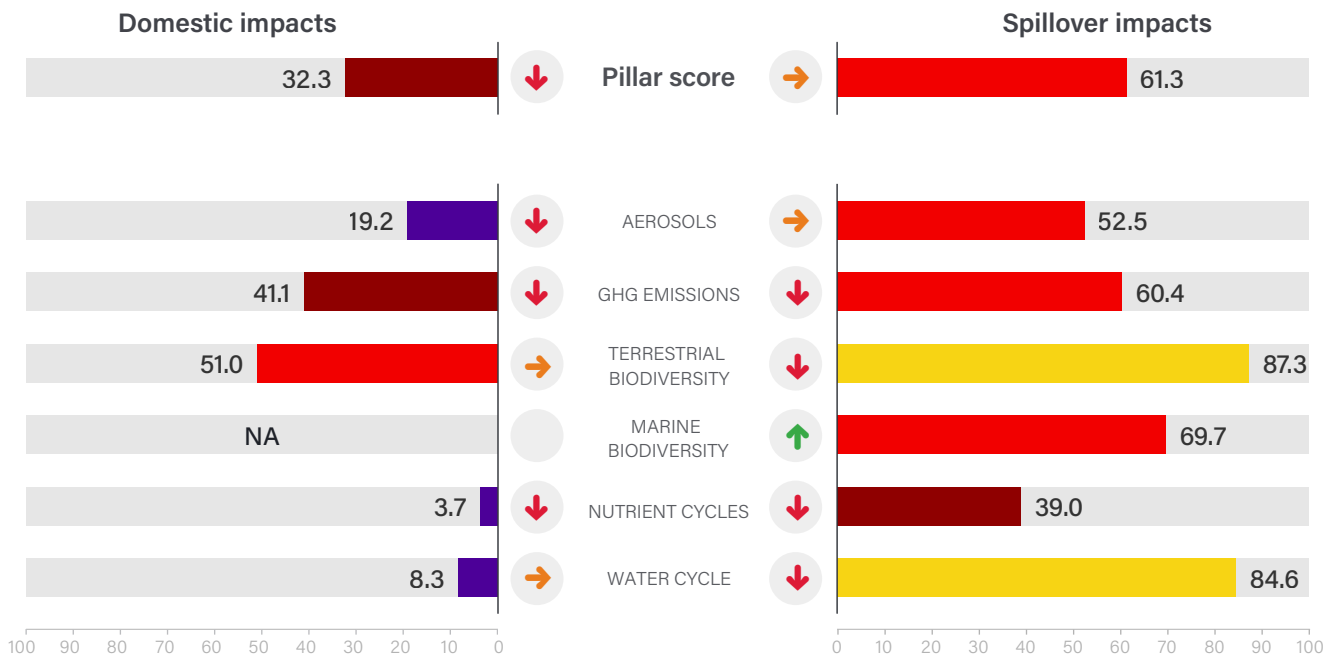 Domestic impacts
Spillover impacts
32.3
Pillar score
61.3
19.2
AEROSOLS
52.5
41.1
GHG EMISSIONS
60.4
51.0
TERRESTRIAL
BIODIVERSITY
87.3
NA
MARINE
BIODIVERSITY
69.7
3.7
NUTRIENT CYCLES
39.0
8.3
WATER CYCLE
84.6
100 90 80 70 60 50 40 30 20 10 0
0 10 20 30 40 50 60 70 80 90 100